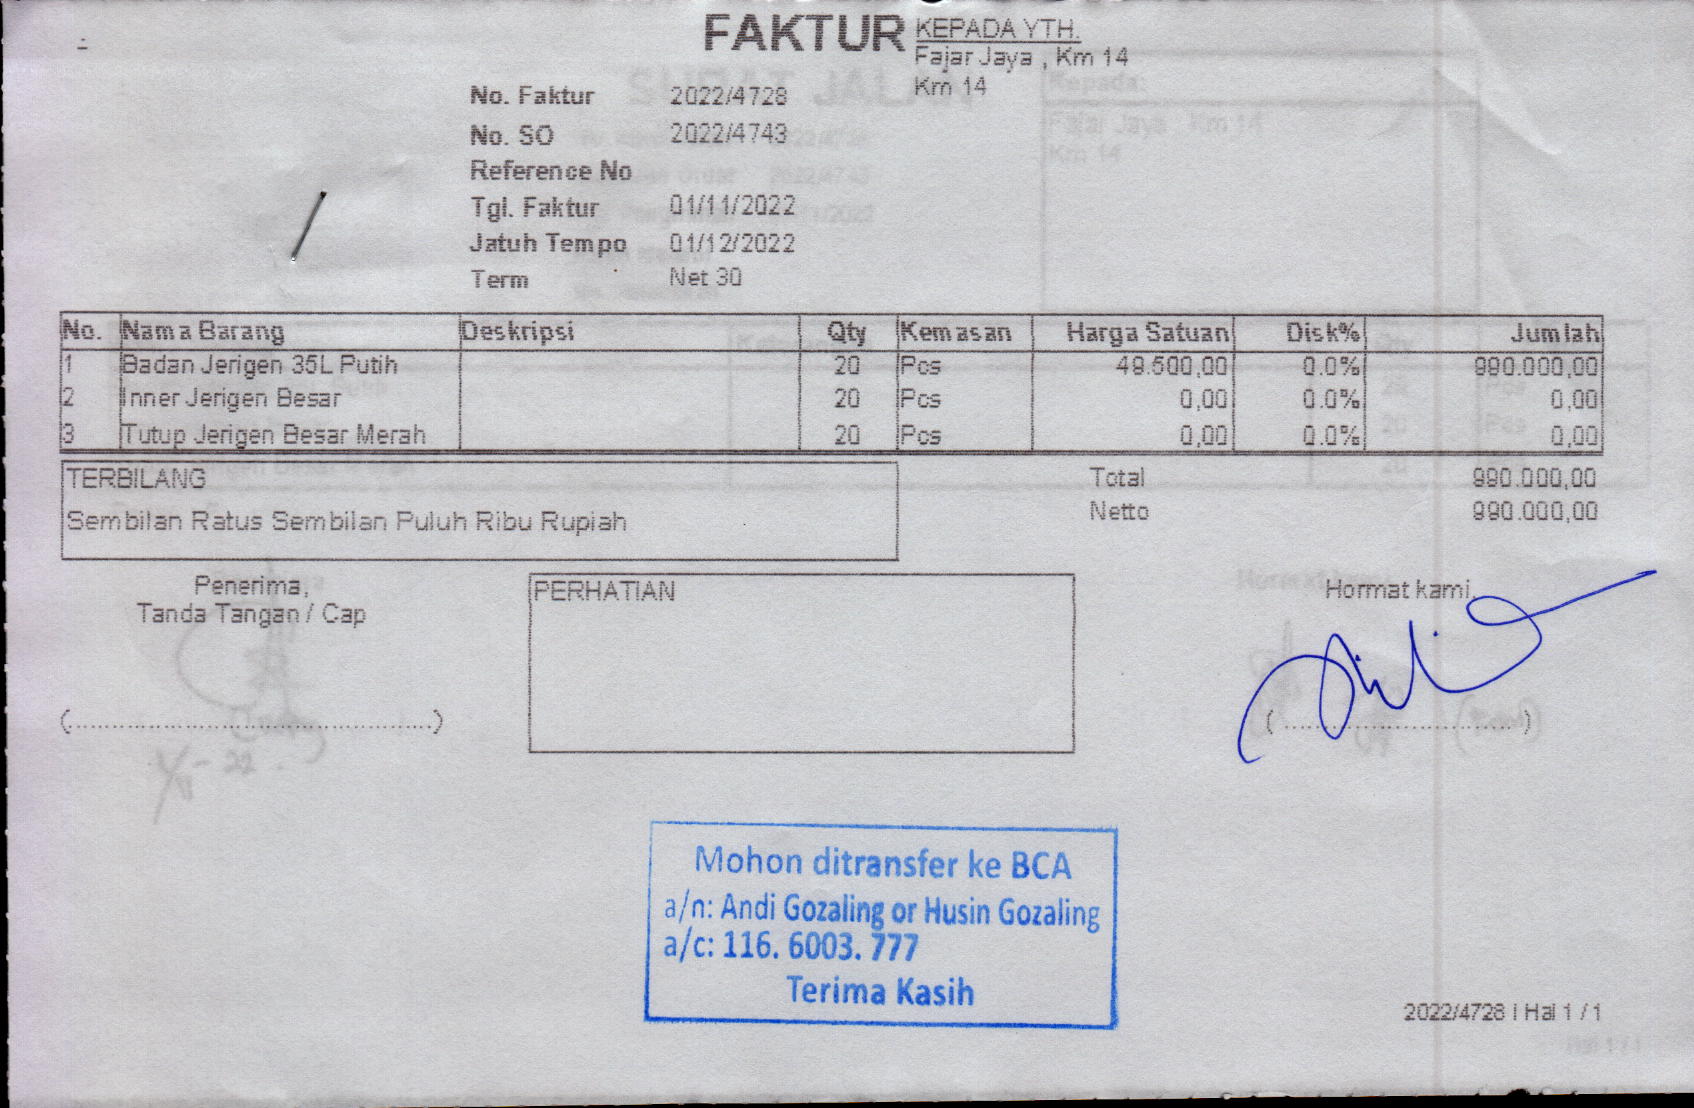 FAKTUR
KEPADA YTH.
Fajar Jaya , Km 14
Km 14
No. Faktur 2022/4728
No. SO 2022/4743
Reference No
Tgl. Faktur 01/11/2022
Jatuh Tempo 01/12/2022
Term Net 30
No. Nama Barang Deskripsi Qty Kemasan Harga Satuan Disk% Jumlah
1 Badan Jerigen 35L Putih 20 Pcs 49.500,00 0.0% 990.000,00
2 Inner Jerigen Besar 20 Pcs 0,00 0.0% 0,00
3 Tutup Jerigen Besar Merah 20 Pcs 0,00 0.0% 0,00
TERBILANG
Sembilan Ratus Sembilan Puluh Ribu Rupiah
Total 990.000,00
Netto 990.000,00
Penerima,
Tanda Tangan / Cap
(....................................)
PERHATIAN
Hormat kami,
(....................................)
Mohon ditransfer ke BCA
a/n: Andi Gozaling or Husin Gozaling
a/c: 116. 6003. 777
Terima Kasih
2022/4728 | Hal 1 / 1